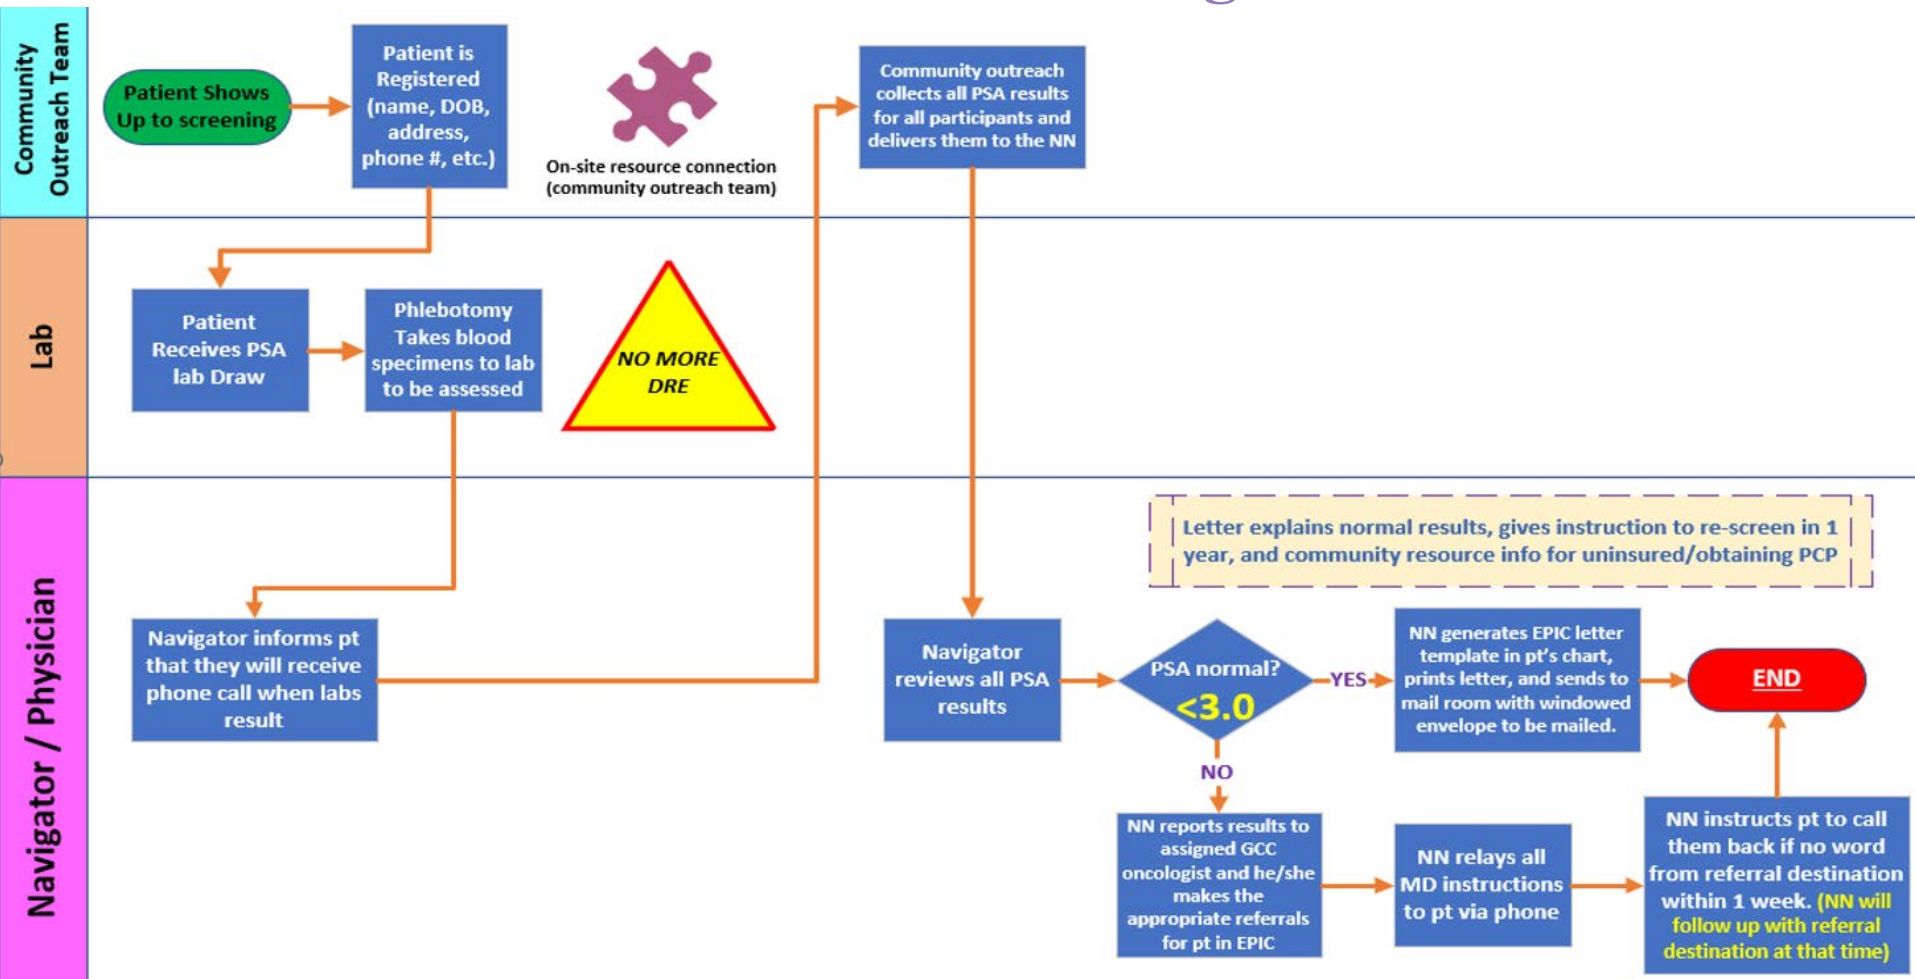 Community
Outreach Team
Patient Shows
Up to screening
Patient is
Registered
(name, DOB,
address,
phone #, etc.)
On-site resource connection
(community outreach team)
Community outreach
collects all PSA results
for all participants and
delivers them to the NN
Lab
Patient
Receives PSA
lab Draw
Phlebotomy
Takes blood
specimens to lab
to be assessed
NO MORE
DRE
Navigator / Physician
Letter explains normal results, gives instruction to re-screen in 1
year, and community resource info for uninsured/obtaining PCP
Navigator informs pt
that they will receive
phone call when labs
result
Navigator
reviews all PSA
results
PSA normal?
<3.0
YES
NN generates EPIC letter
template in pt's chart,
prints letter, and sends to
mail room with windowed
envelope to be mailed.
END
NO
NN reports results to
assigned GCC
oncologist and he/she
makes the
appropriate referrals
for pt in EPIC
NN relays all
MD instructions
to pt via phone
NN instructs pt to call
them back if no word
from referral destination
within 1 week. (NN will
follow up with referral
destination at that time)